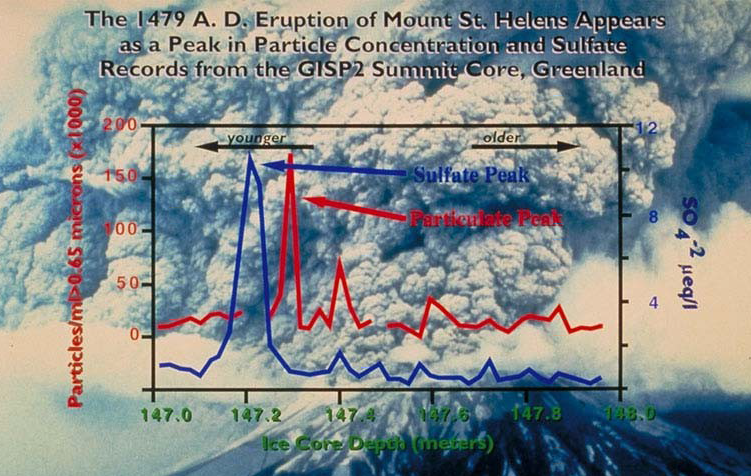 The 1479 A. D. Eruption of Mount St. Helens Appears
as a Peak in Particle Concentration and Sulfate
Records from the GISP2 Summit Core, Greenland
Particles/ml>0.65 microns (x1000)
200
150
100
50
0
younger
older
Sulfate Peak
Particulate Peak
12
8
4
SO4-2 µeq/l
147.0 147.2 147.4 147.6 147.8 148.0
Ice Core Depth (meters)